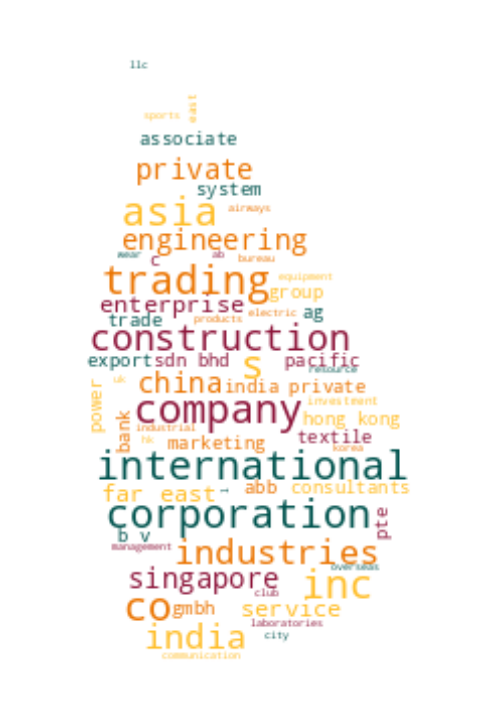 llc
sports east
associate
private
system
asia airways
engineering
wear c ab bureau
trading equipment
group
enterprise electric ag
trade products
construction
export sdn bhd s pacific
resource
uk china india private
power company investment
bank industrial hong kong
hk marketing textile
korea
international
far east abb consultants
corporation pte
b v
management industries
overseas
singapore inc
club
co gmbh service
laboratories
india city
communication